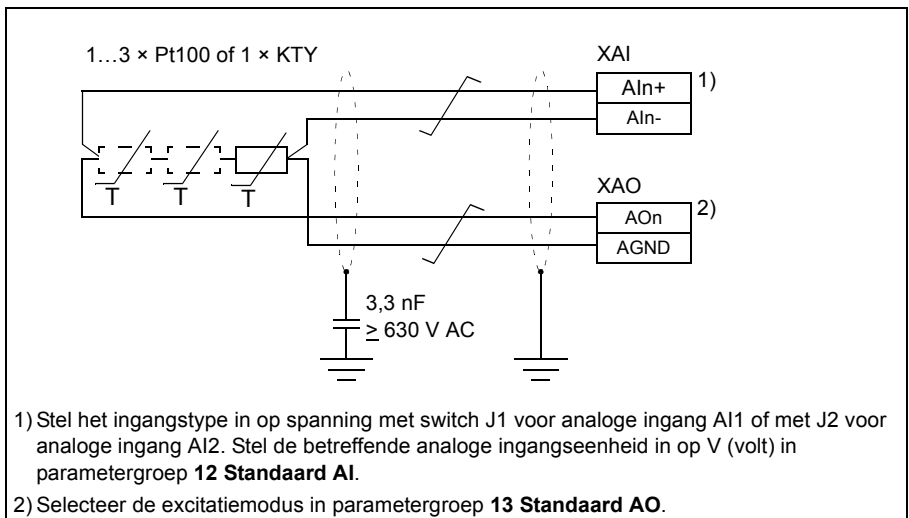 1…3 × Pt100 of 1 × KTY
XAI
AIn+ 1)
AIn-
T T T
XAO
AOn 2)
AGND
3,3 nF
≥ 630 V AC
1) Stel het ingangstype in op spanning met switch J1 voor analoge ingang AI1 of met J2 voor
analoge ingang AI2. Stel de betreffende analoge ingangseenheid in op V (volt) in
parametergroep 12 Standaard AI.
2) Selecteer de excitatiemodus in parametergroep 13 Standaard AO.